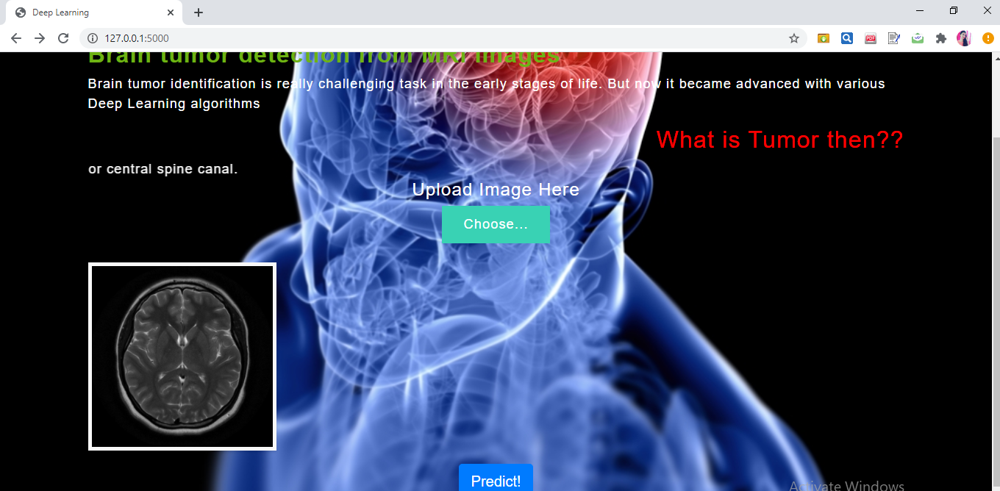 Deep Learning
127.0.0.1:5000
Brain tumor detection from MRI Images
Brain tumor identification is really challenging task in the early stages of life. But now it became advanced with various
Deep Learning algorithms
What is Tumor then??
or central spine canal.
Upload Image Here
Choose...
Predict!
Activate Windows